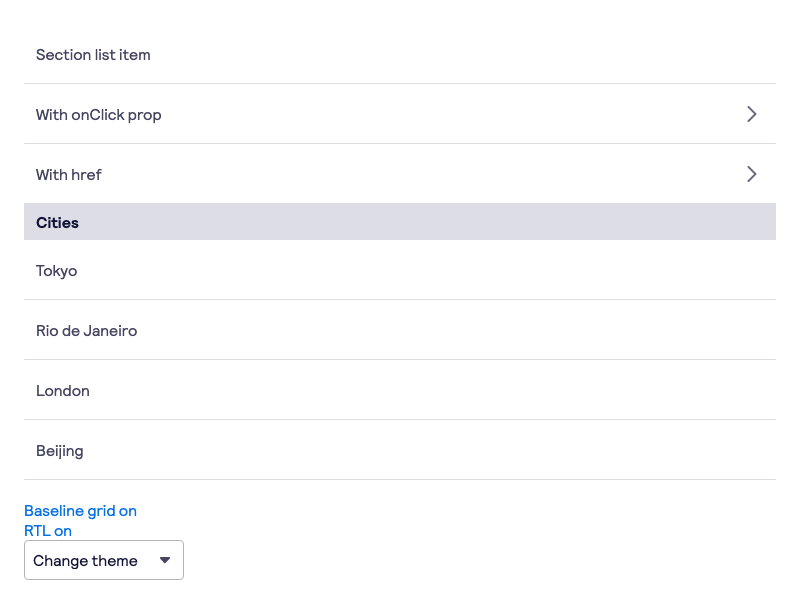 Section list item
With onClick prop
With href
Cities
Tokyo
Rio de Janeiro
London
Beijing
Baseline grid on
RTL on
Change theme